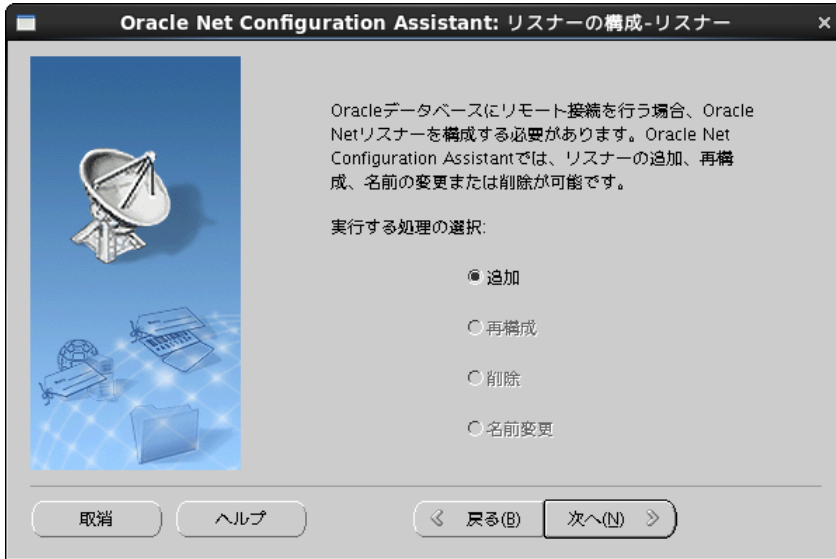 Oracle Net Configuration Assistant: リスナーの構成-リスナー
Oracleデータベースにリモート接続を行う場合、Oracle
Netリスナーを構成する必要があります。Oracle Net
Configuration Assistantでは、リスナーの追加、再構
成、名前の変更または削除が可能です。
実行する処理の選択:
追加
再構成
削除
名前変更
取消
ヘルプ
戻る(B)
次へ(N)